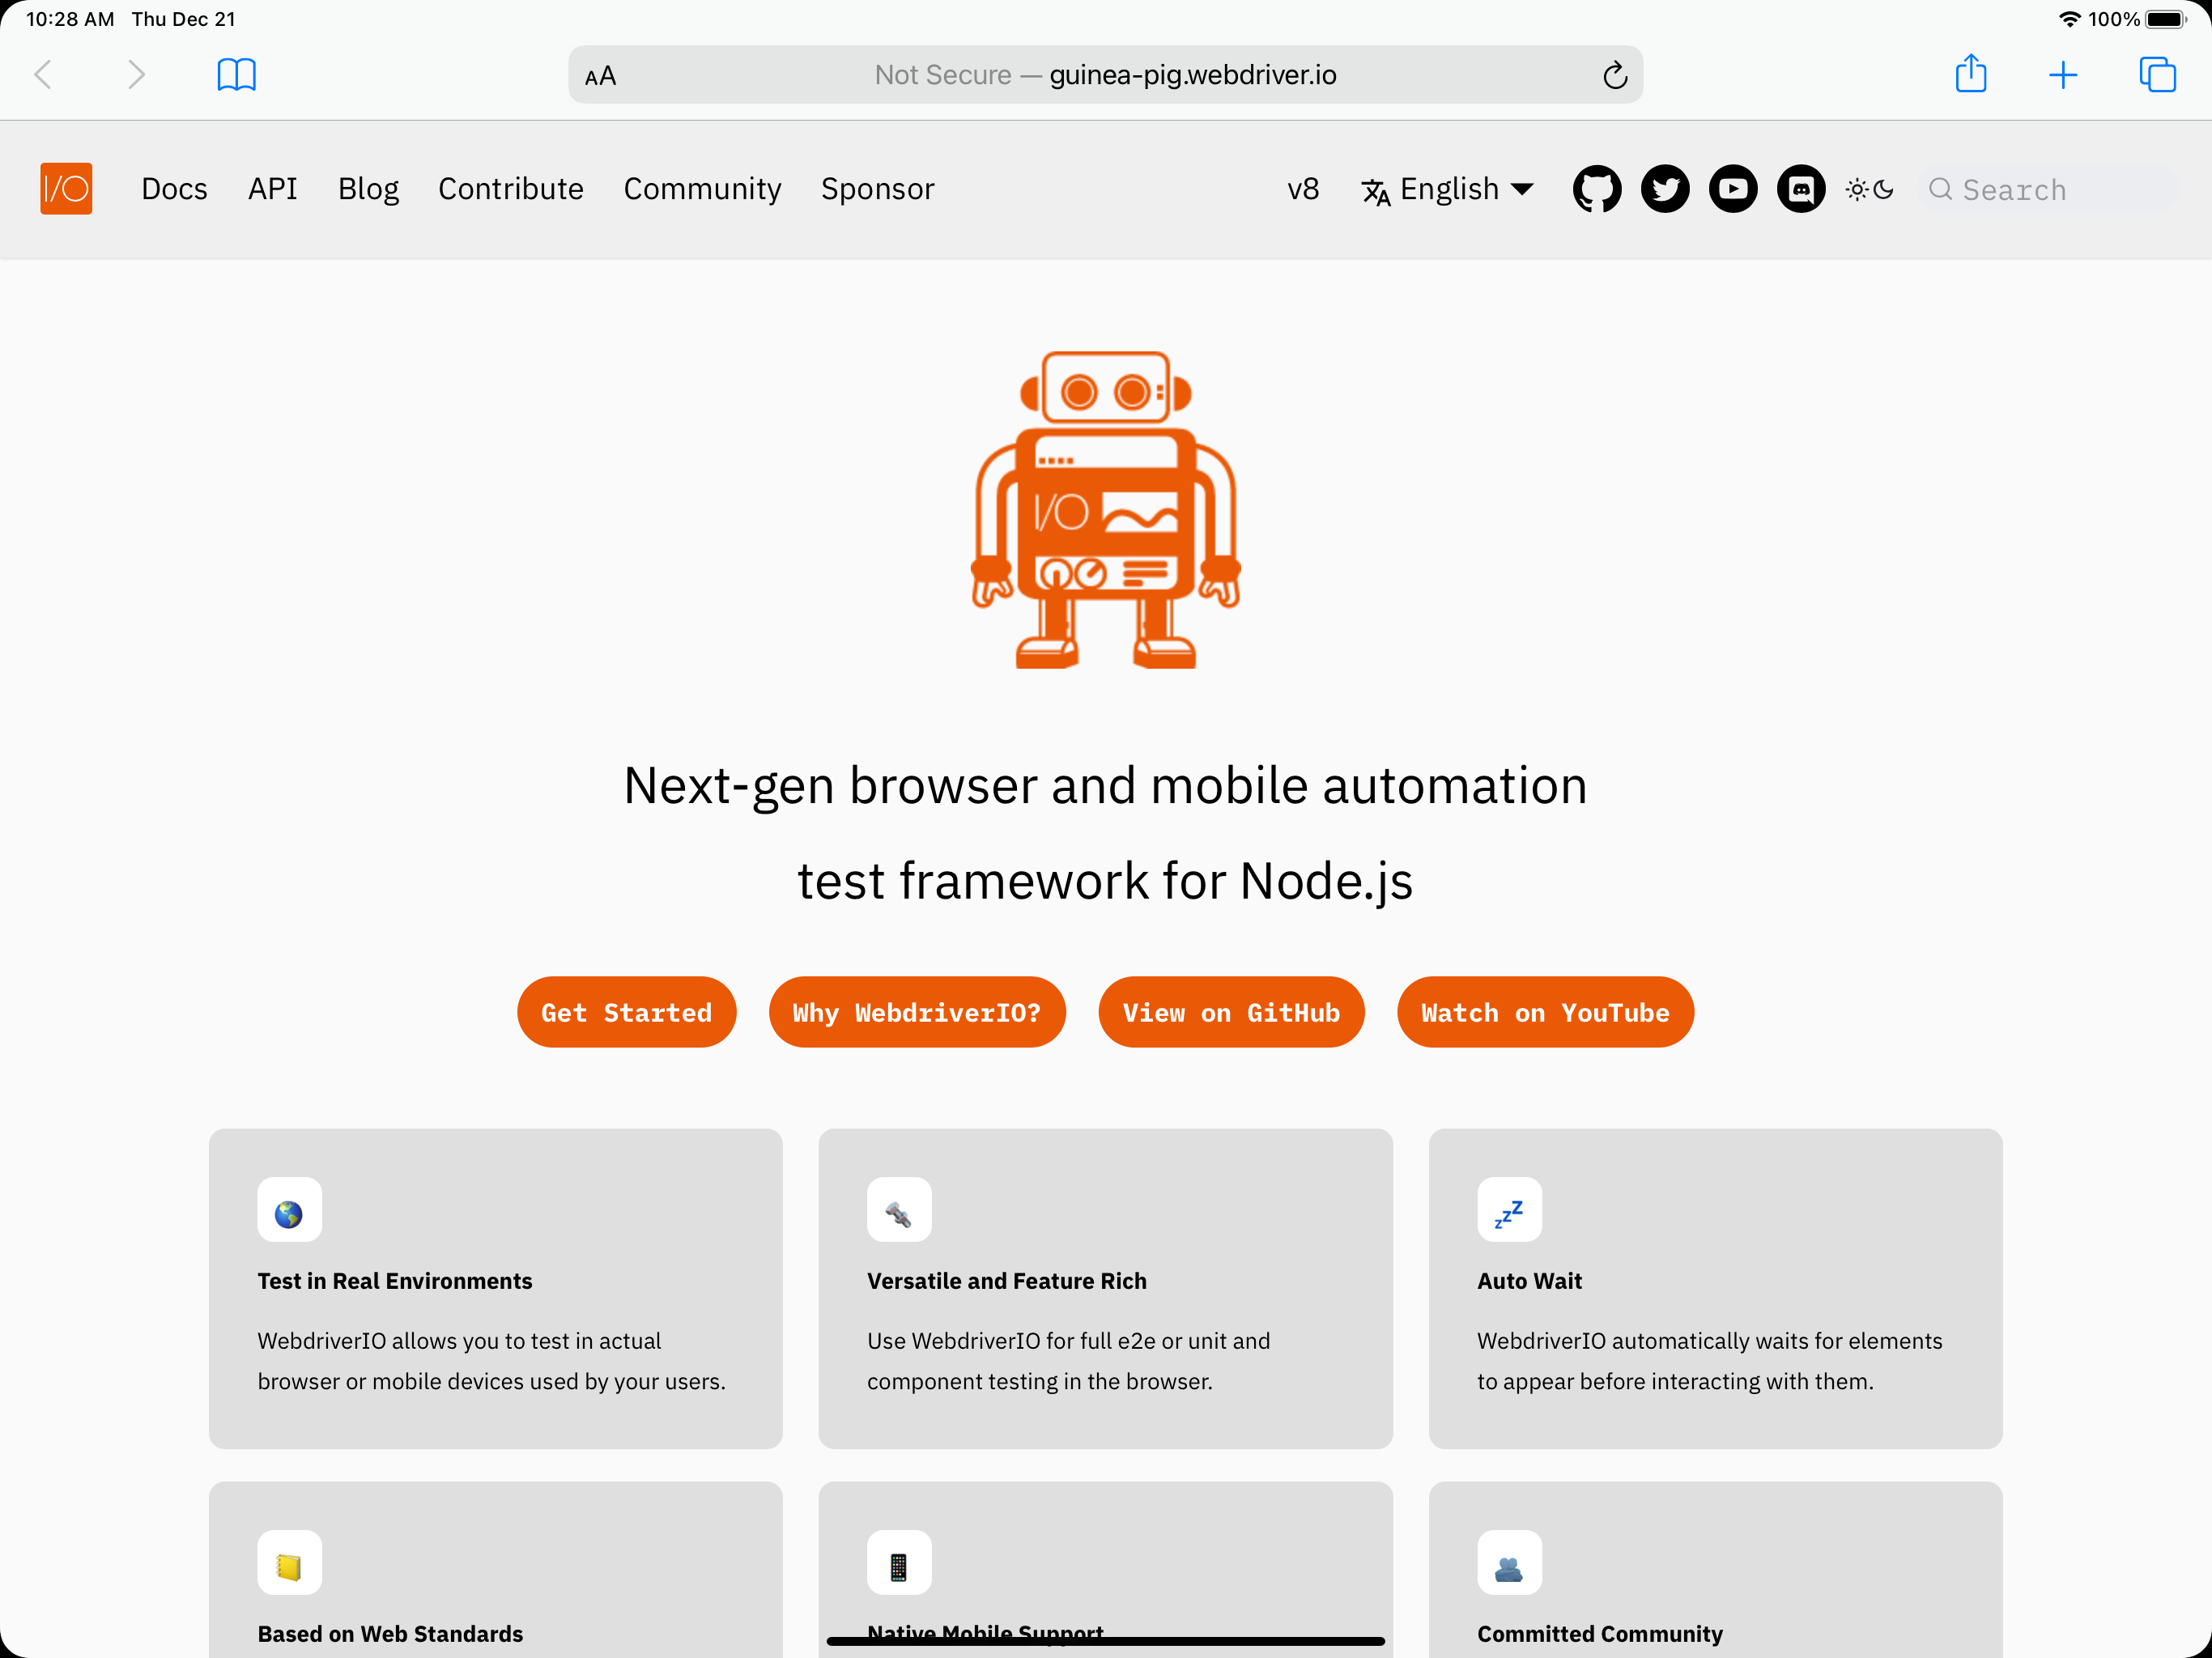 10:28 AM Thu Dec 21
100%
AA
Not Secure — guinea-pig.webdriver.io
I/O
Docs API Blog Contribute Community Sponsor
v8 English Search
I/O
Next-gen browser and mobile automation
test framework for Node.js
Get Started Why WebdriverIO? View on GitHub Watch on YouTube
Test in Real Environments
WebdriverIO allows you to test in actual
browser or mobile devices used by your users.
Versatile and Feature Rich
Use WebdriverIO for full e2e or unit and
component testing in the browser.
zzZ
Auto Wait
WebdriverIO automatically waits for elements
to appear before interacting with them.
Based on Web Standards
Native Mobile Support
Committed Community